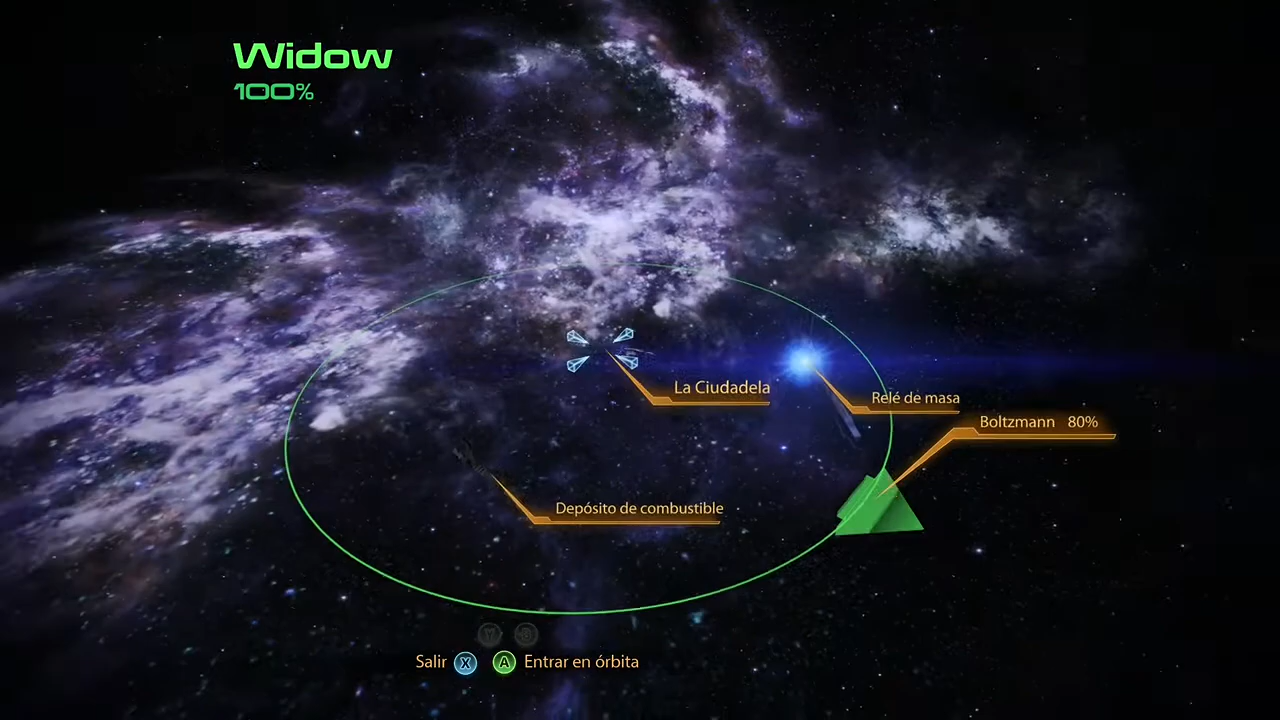 Widow
100%
La Ciudadela
Relé de masa
Boltzmann 80%
Depósito de combustible
Y B
Salir X A Entrar en órbita